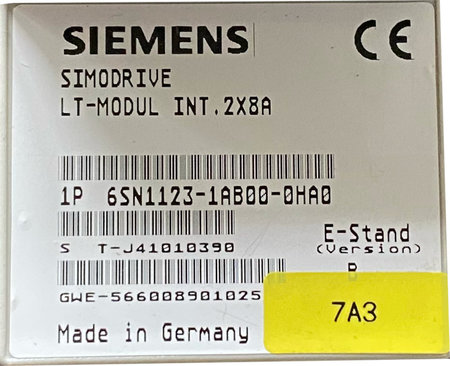 SIEMENS CE
SIMODRIVE
LT-MODUL INT.2X8A
1P 6SN1123-1AB00-0HA0
S T-J41010390
E-Stand
(Version)
B
GWE-566008901025
7A3
Made in Germany